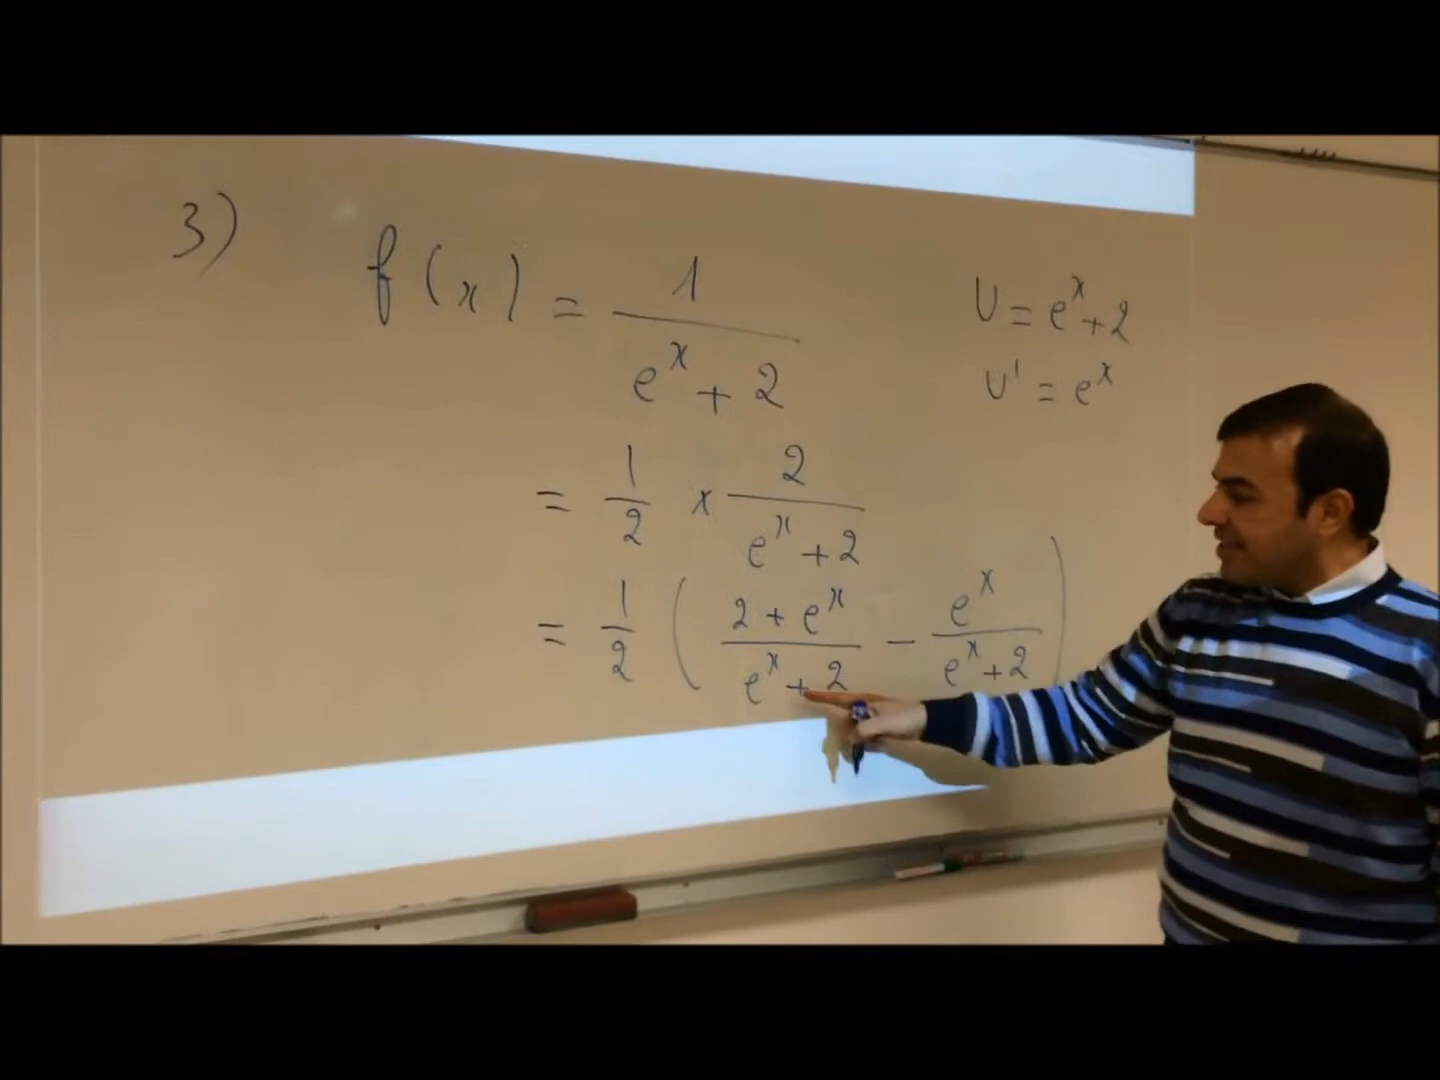 3) f(x) = 1 / (e^x + 2)
U = e^x + 2
U' = e^x
= 1/2 x 2 / (e^x + 2)
= 1/2 ( (2 + e^x) / (e^x + 2) - e^x / (e^x + 2) )